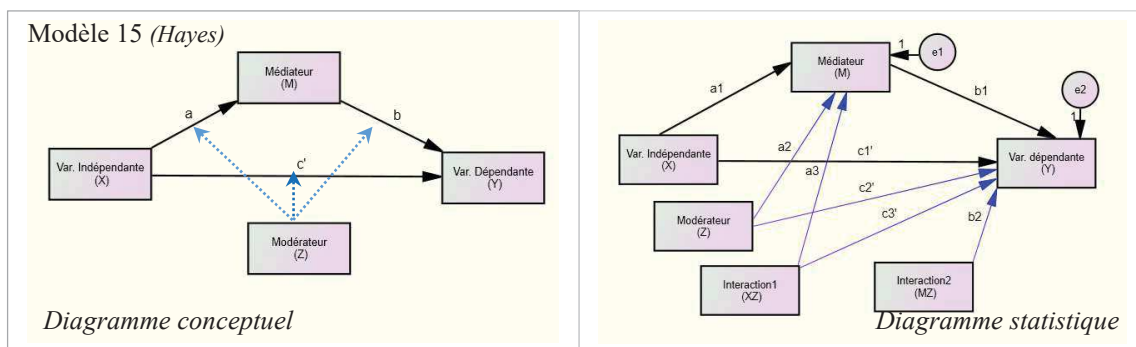 Modèle 15 (Hayes)
Médiateur
(M)
a
b
Var. Indépendante
(X)
c'
Var. Dépendante
(Y)
Modérateur
(Z)
Diagramme conceptuel
Médiateur
(M)
1
e1
a1
b1
e2
1
Var. Indépendante
(X)
a2
c1'
a3
Var. dépendante
(Y)
c2'
Modérateur
(Z)
c3'
b2
Interaction1
(XZ)
Interaction2
(MZ)
Diagramme statistique